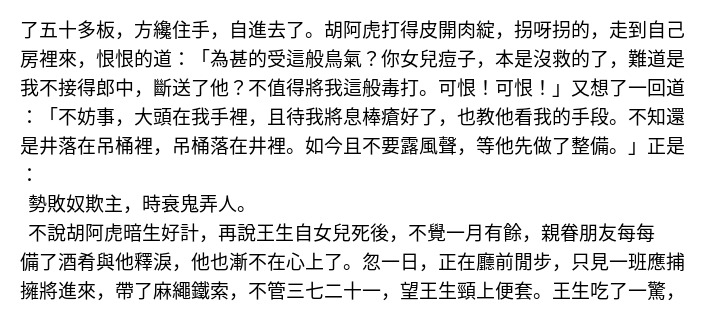 了五十多板，方纔住手，自進去了。胡阿虎打得皮開肉綻，拐呀拐的，走到自己
房裡來，恨恨的道：「為甚的受這般鳥氣？你女兒痘子，本是沒救的了，難道是
我不接得郎中，斷送了他？不值得將我這般毒打。可恨！可恨！」又想了一回道
：「不妨事，大頭在我手裡，且待我將息棒瘡好了，也教他看我的手段。不知還
是井落在吊桶裡，吊桶落在井裡。如今且不要露風聲，等他先做了整備。」正是
：
勢敗奴欺主，時衰鬼弄人。
不說胡阿虎暗生奸計，再說王生自女兒死後，不覺一月有餘，親眷朋友每每
備了酒肴與他釋淚，他也漸不在心上了。忽一日，正在廳前閒步，只見一班應捕
擁將進來，帶了麻繩鐵索，不管三七二十一，望王生頸上便套。王生吃了一驚，